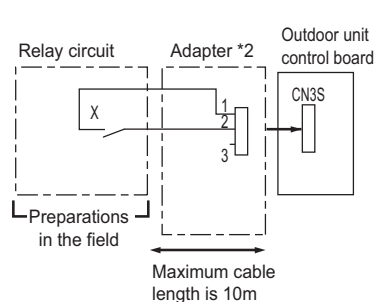 Relay circuit
Adapter *2
Outdoor unit
control board
X
1
2
3
CN3S
Preparations
in the field
Maximum cable
length is 10m